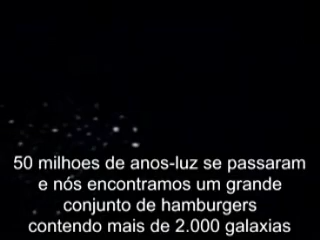 50 milhoes de anos-luz se passaram
e nós encontramos um grande
conjunto de hamburgers
contendo mais de 2.000 galaxias